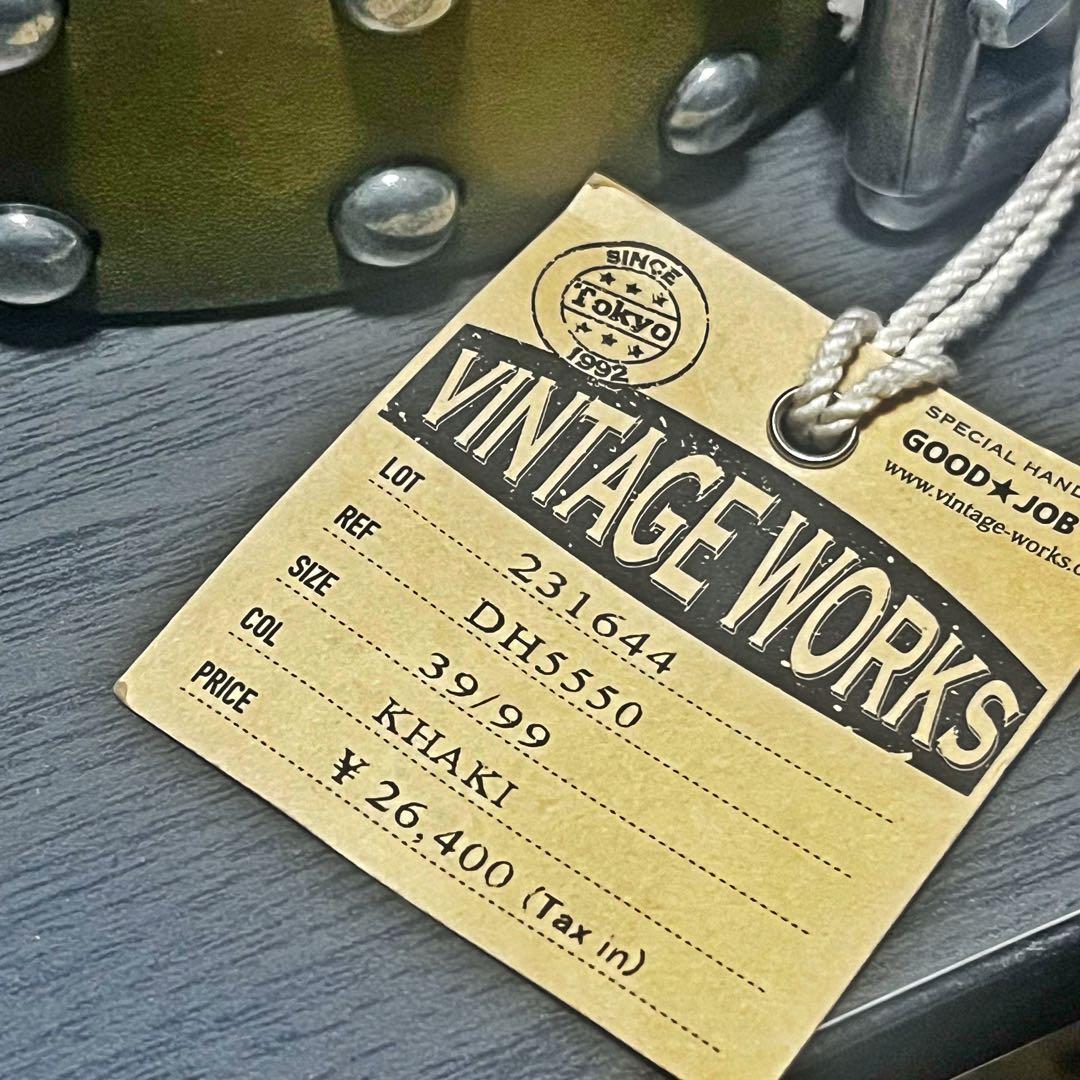 SINCE
Tokyo
1992
VINTAGE WORKS
SPECIAL
GOOD★JOB
www.vintage-works.
LOT 231644
REF DH5550
SIZE 39/99
COL KHAKI
PRICE ¥ 26,400 (Tax in)